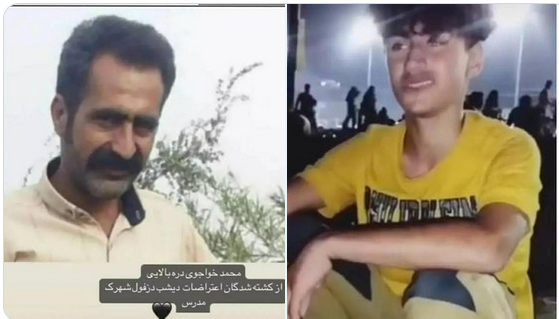 محمد خواجوی دره بالایی
از کشته شدگان اعتراضات دیشب دزفول شهرک
مدرس